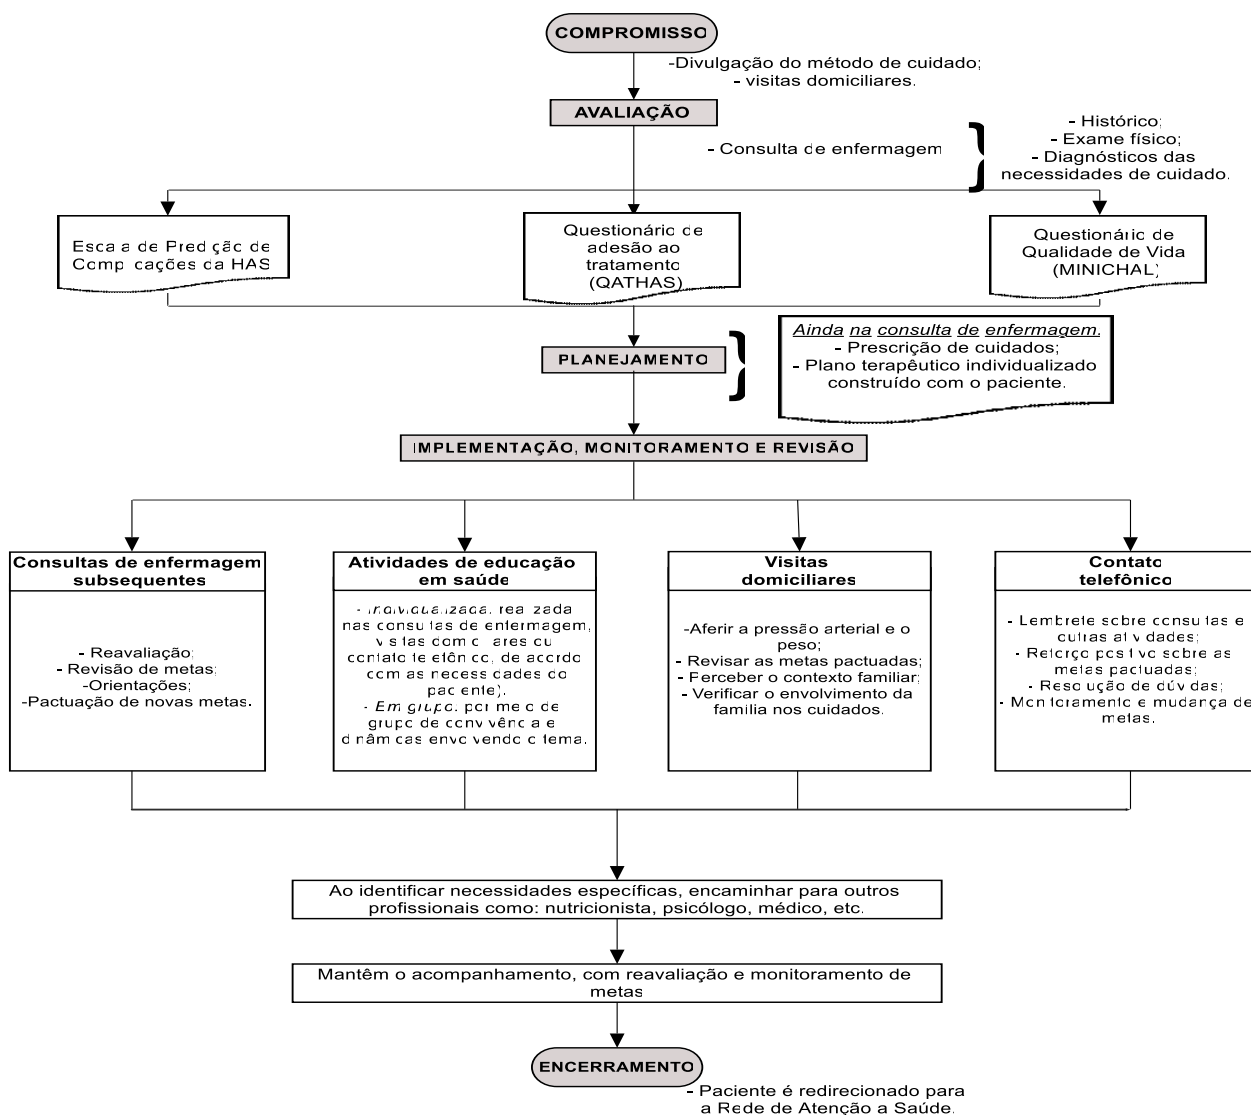 COMPROMISSO
-Divulgação do método de cuidado;
- visitas domiciliares.
AVALIAÇÃO
- Consulta de enfermagem
- Histórico;
- Exame físico;
- Diagnósticos das
necessidades de cuidado.
Escala de Predição de
Complicações da HAS
Questionário de
adesão ao
tratamento
(QATHAS)
Questionário de
Qualidade de Vida
(MINICHAL)
PLANEJAMENTO
Ainda na consulta de enfermagem.
- Prescrição de cuidados;
- Plano terapêutico individualizado
construído com o paciente.
IMPLEMENTAÇÃO, MONITORAMENTO E REVISÃO
Consultas de enfermagem
subsequentes
- Reavaliação;
- Revisão de metas;
-Orientações;
-Pactuação de novas metas.
Atividades de educação
em saúde
- Individualizada. realizada
nas consultas de enfermagem,
visitas domiciliares ou
contato telefônico, de acordo
com as necessidades do
paciente).
- Em grupo. por meio de
grupo de convivência e
dinâmicas envolvendo o tema.
Visitas
domiciliares
-Aferir a pressão arterial e o
peso;
- Revisar as metas pactuadas;
- Perceber o contexto familiar;
- Verificar o envolvimento da
família nos cuidados.
Contato
telefônico
- Lembrete sobre consultas e
outras atividades;
- Reforço positivo sobre as
metas pactuadas;
- Resolução de dúvidas;
- Monitoramento e mudança de
metas.
Ao identificar necessidades específicas, encaminhar para outros
profissionais como: nutricionista, psicólogo, médico, etc.
Mantêm o acompanhamento, com reavaliação e monitoramento de
metas
ENCERRAMENTO
- Paciente é redirecionado para
a Rede de Atenção a Saúde.